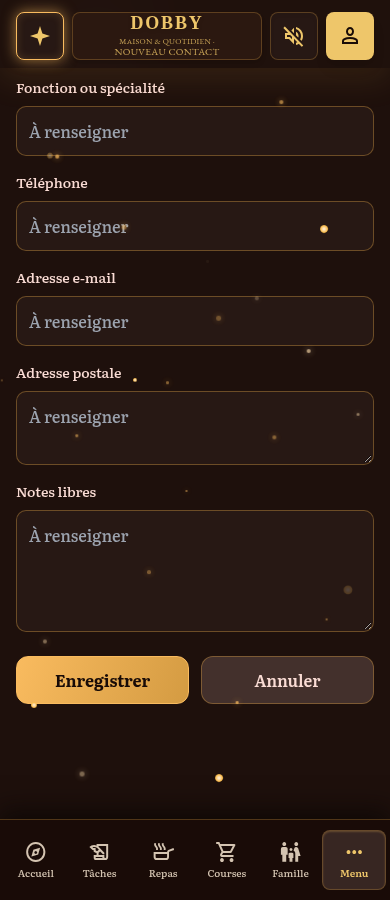 DOBBY
MAISON & QUOTIDIEN ·
NOUVEAU CONTACT
Fonction ou spécialité
À renseigner
Téléphone
À renseigner
Adresse e-mail
À renseigner
Adresse postale
À renseigner
Notes libres
À renseigner
Enregistrer
Annuler
Accueil
Tâches
Repas
Courses
Famille
Menu